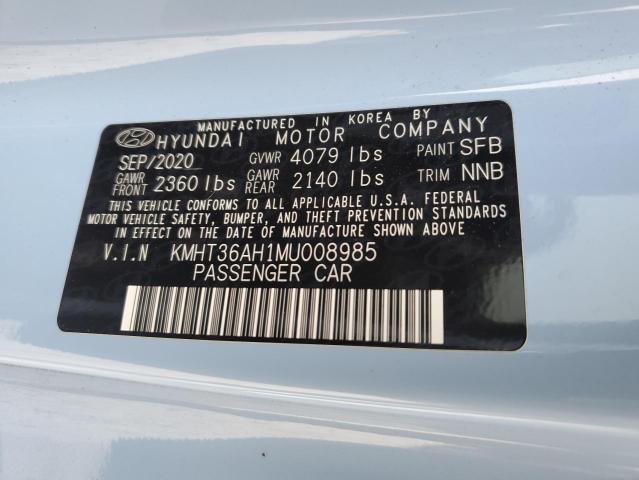 MANUFACTURED IN KOREA BY
HYUNDAI MOTOR COMPANY
SEP/2020 GVWR 4079 lbs PAINT SFB
GAWR FRONT 2360 lbs GAWR REAR 2140 lbs TRIM NNB
THIS VEHICLE CONFORMS TO ALL APPLICABLE U.S.A. FEDERAL
MOTOR VEHICLE SAFETY, BUMPER, AND THEFT PREVENTION STANDARDS
IN EFFECT ON THE DATE OF MANUFACTURE SHOWN ABOVE
V.I.N KMHT36AH1MU008985
PASSENGER CAR